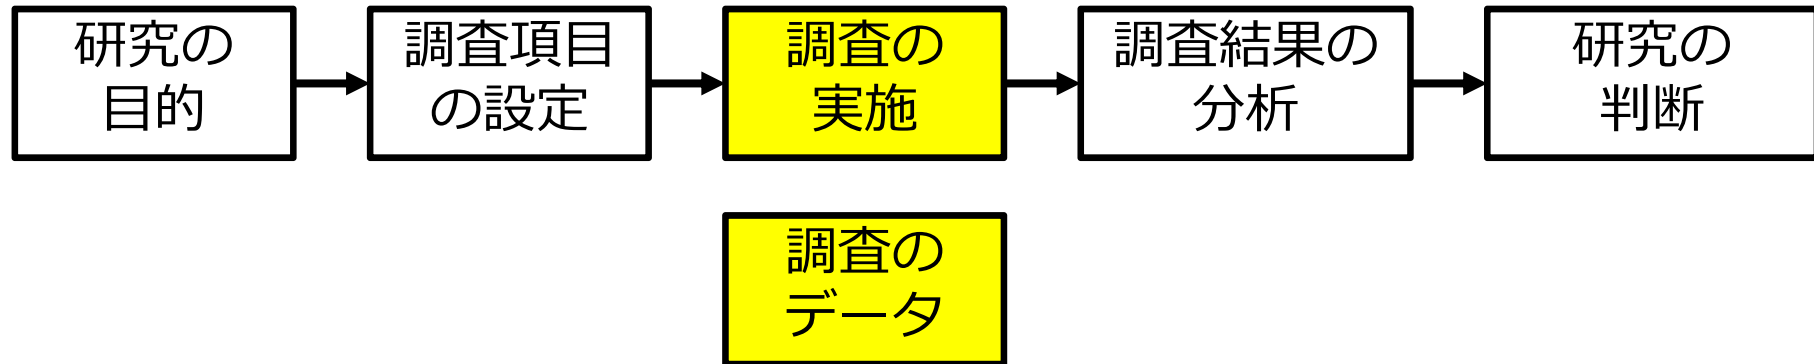 研究の
目的
調査項目
の設定
調査の
実施
調査結果の
分析
研究の
判断
調査の
データ